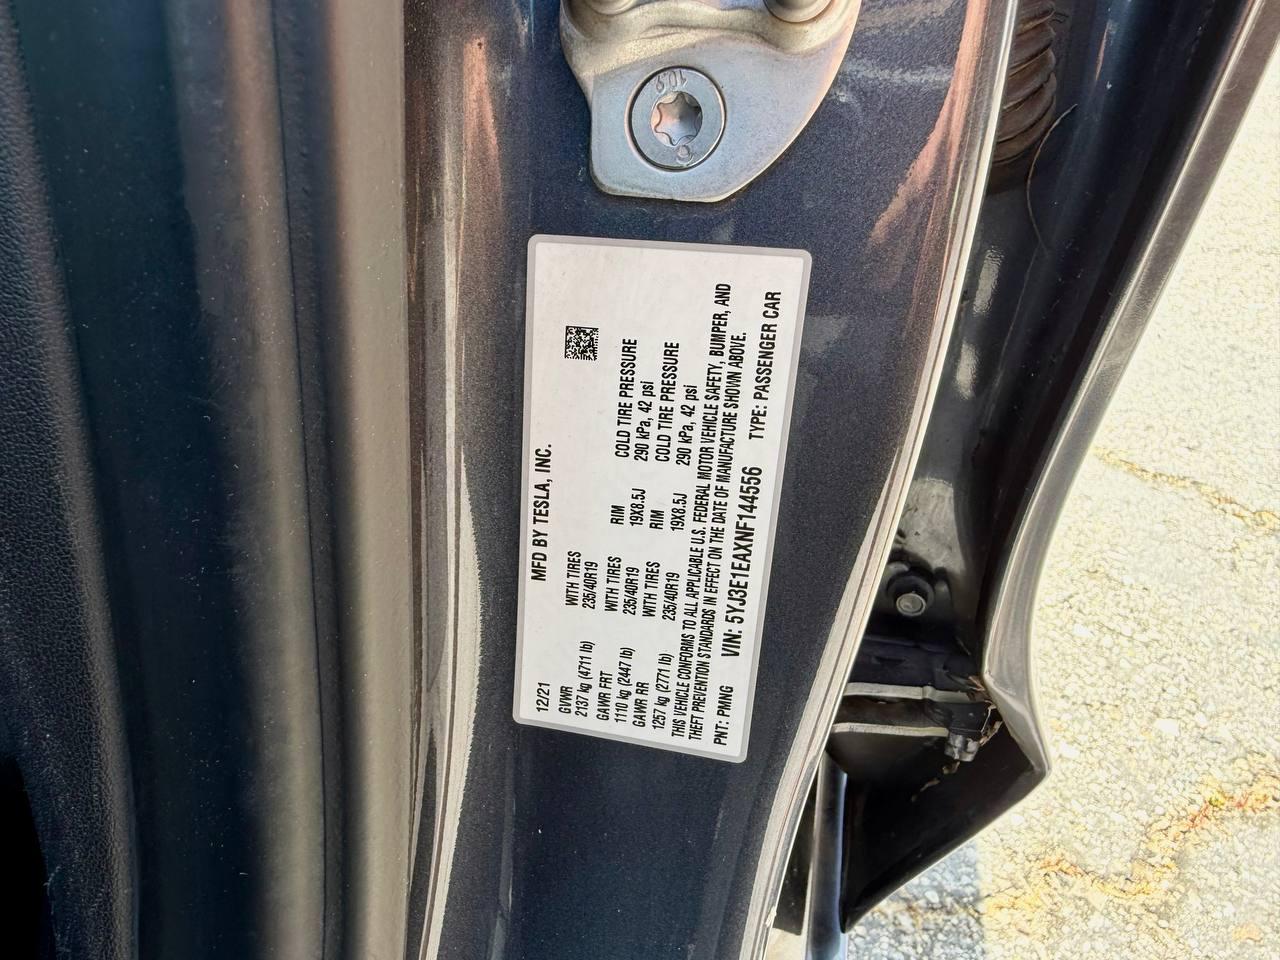 10.9
MFD BY TESLA, INC.
12/21
GVWR WITH TIRES RIM COLD TIRE PRESSURE
2137 kg (4711 lb) 235/40R19 19X8.5J 290 kPa, 42 psi
GAWR FRT WITH TIRES RIM COLD TIRE PRESSURE
1110 kg (2447 lb) 235/40R19 19X8.5J 290 kPa, 42 psi
GAWR RR WITH TIRES
1257 kg (2771 lb) 235/40R19
THIS VEHICLE CONFORMS TO ALL APPLICABLE U.S. FEDERAL MOTOR VEHICLE SAFETY, BUMPER, AND
THEFT PREVENTION STANDARDS IN EFFECT ON THE DATE OF MANUFACTURE SHOWN ABOVE.
PNT: PMNG VIN: 5YJ3E1EAXNF144556 TYPE: PASSENGER CAR